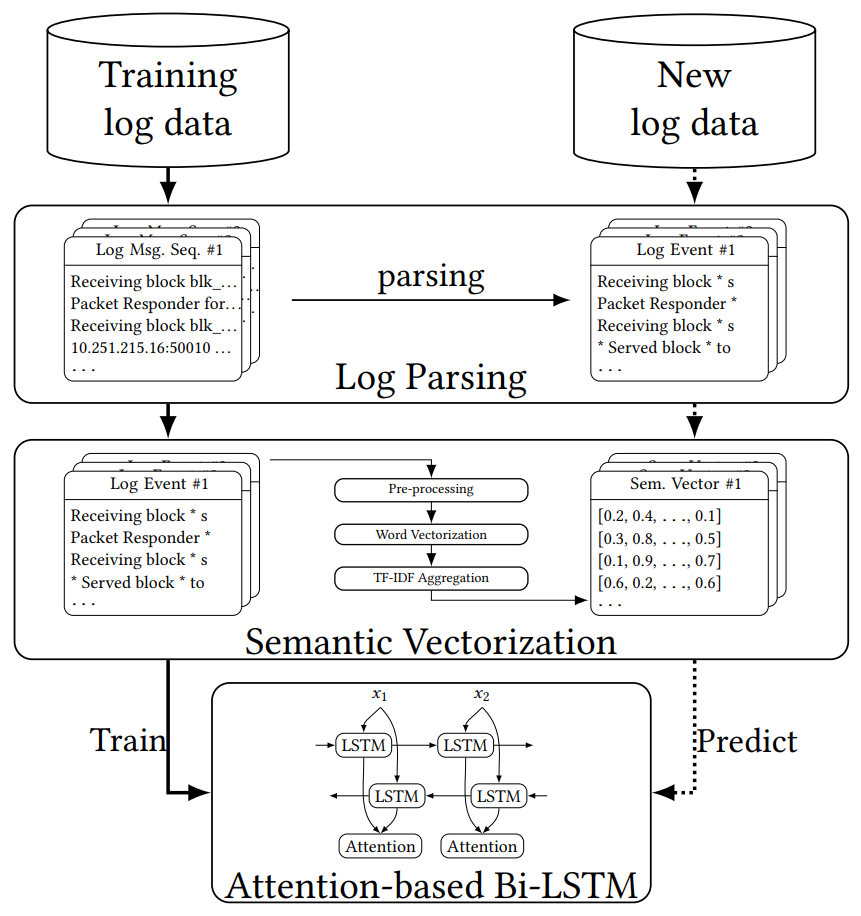 Training
log data
New
log data
Log Msg. Seq. #1
Receiving block blk_...
Packet Responder for...
Receiving block blk_...
10.251.215.16:50010 ...
...
parsing
Log Event #1
Receiving block * s
Packet Responder *
Receiving block * s
* Served block * to
...
Log Parsing
Log Event #1
Receiving block * s
Packet Responder *
Receiving block * s
* Served block * to
...
Pre-processing
Word Vectorization
TF-IDF Aggregation
Sem. Vector #1
[0.2, 0.4, ..., 0.1]
[0.3, 0.8, ..., 0.5]
[0.1, 0.9, ..., 0.7]
[0.6, 0.2, ..., 0.6]
...
Semantic Vectorization
Train
Predict
x1
x2
LSTM
LSTM
LSTM
LSTM
Attention
Attention
Attention-based Bi-LSTM